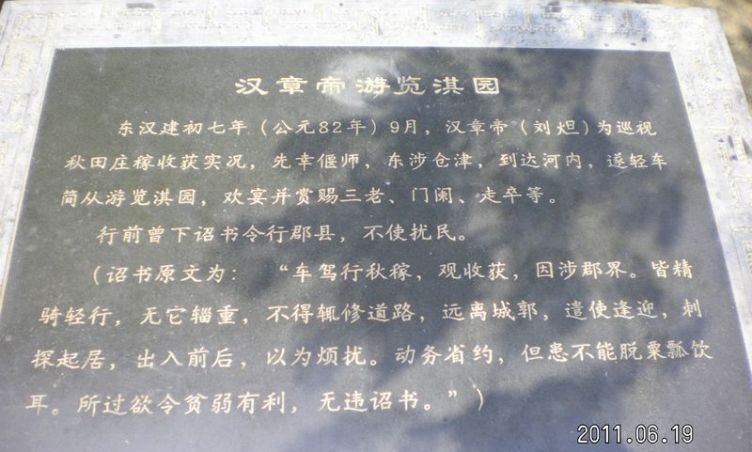 汉章帝游览淇园
东汉建初七年（公元82年）9月，汉章帝（刘炟）为巡视
秋田庄稼收获实况，先幸偃师，东涉仓津，到达河内，遂轻车
简从游览淇园，欢宴并赏赐三老、门闲、走卒等。
行前曾下诏书令行郡县，不使扰民。
（诏书原文为：“车驾行秋稼，观收获，因涉郡界。皆精
骑轻行，无它辎重，不得辄修道路，远离城郭，遣使逢迎，刺
探起居，出入前后，以为烦扰。动务省约，但患不能脱粟瓢饮
耳。所过欲令贫弱有利，无违诏书。”）
2011.06.19